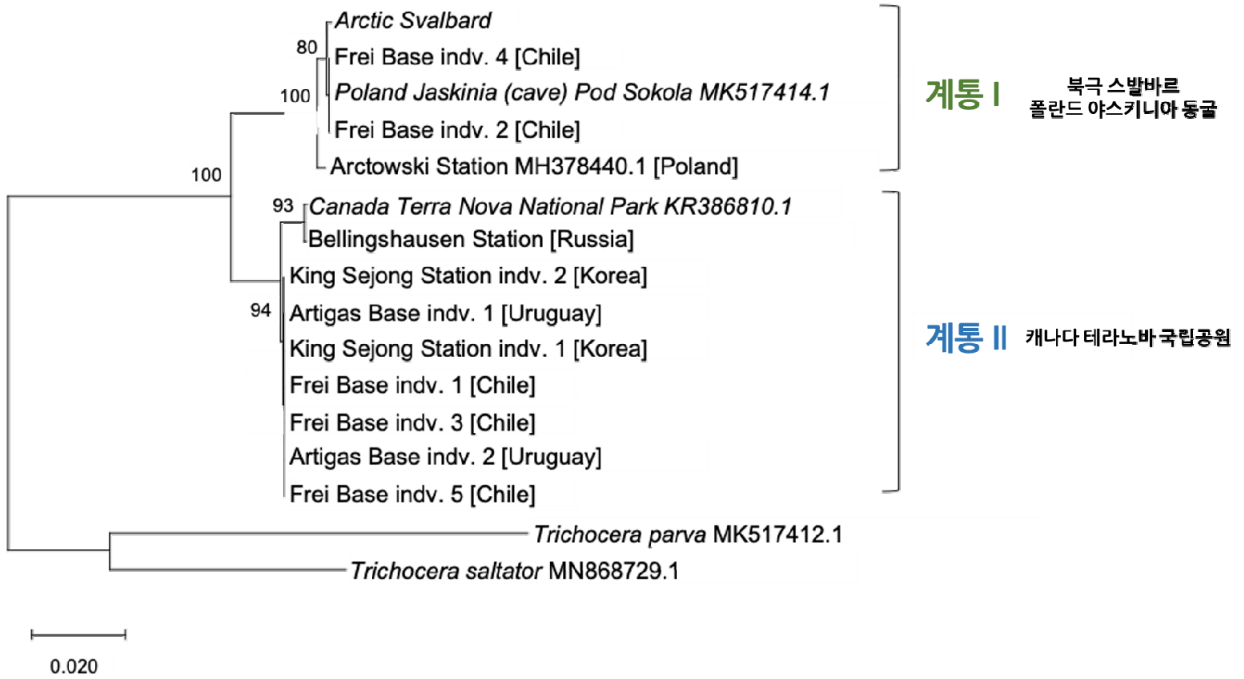 Arctic Svalbard
80
Frei Base indv. 4 [Chile]
Poland Jaskinia (cave) Pod Sokola MK517414.1
100
Frei Base indv. 2 [Chile]
Arctowski Station MH378440.1 [Poland]
계통 I
북극 스발바르
폴란드 야스키니아 동굴
100
93
Canada Terra Nova National Park KR386810.1
Bellingshausen Station [Russia]
King Sejong Station indv. 2 [Korea]
94
Artigas Base indv. 1 [Uruguay]
King Sejong Station indv. 1 [Korea]
Frei Base indv. 1 [Chile]
Frei Base indv. 3 [Chile]
Artigas Base indv. 2 [Uruguay]
Frei Base indv. 5 [Chile]
계통 II
캐나다 테라노바 국립공원
Trichocera parva MK517412.1
Trichocera saltator MN868729.1
0.020